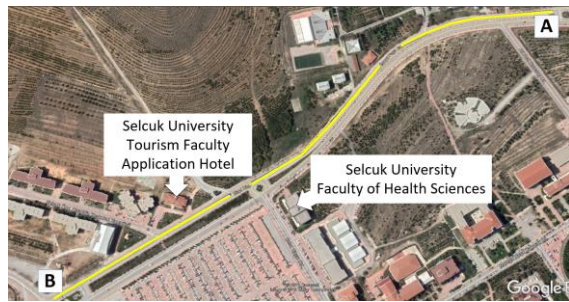 A
Selcuk University
Tourism Faculty
Application Hotel
Selcuk University
Faculty of Health Sciences
B
Google